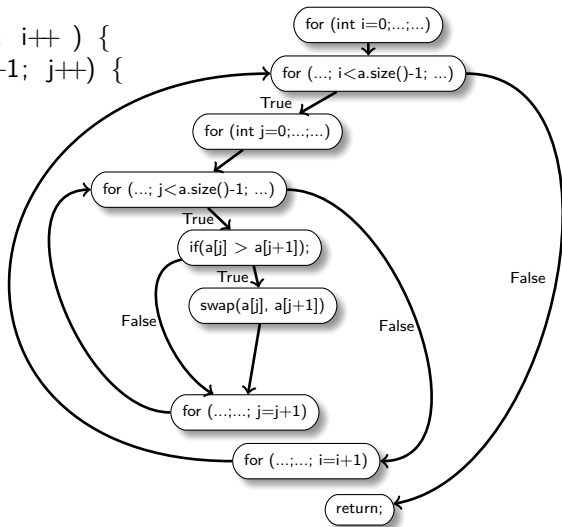 i++ ) {
1; j++) {
for (int i=0;...;...)
for (...; i<a.size()-1; ...)
True
for (int j=0;...;...)
for (...; j<a.size()-1; ...)
True
if(a[j] > a[j+1]);
True
swap(a[j], a[j+1])
False
False
False
for (...;...; j=j+1)
for (...;...; i=i+1)
return;